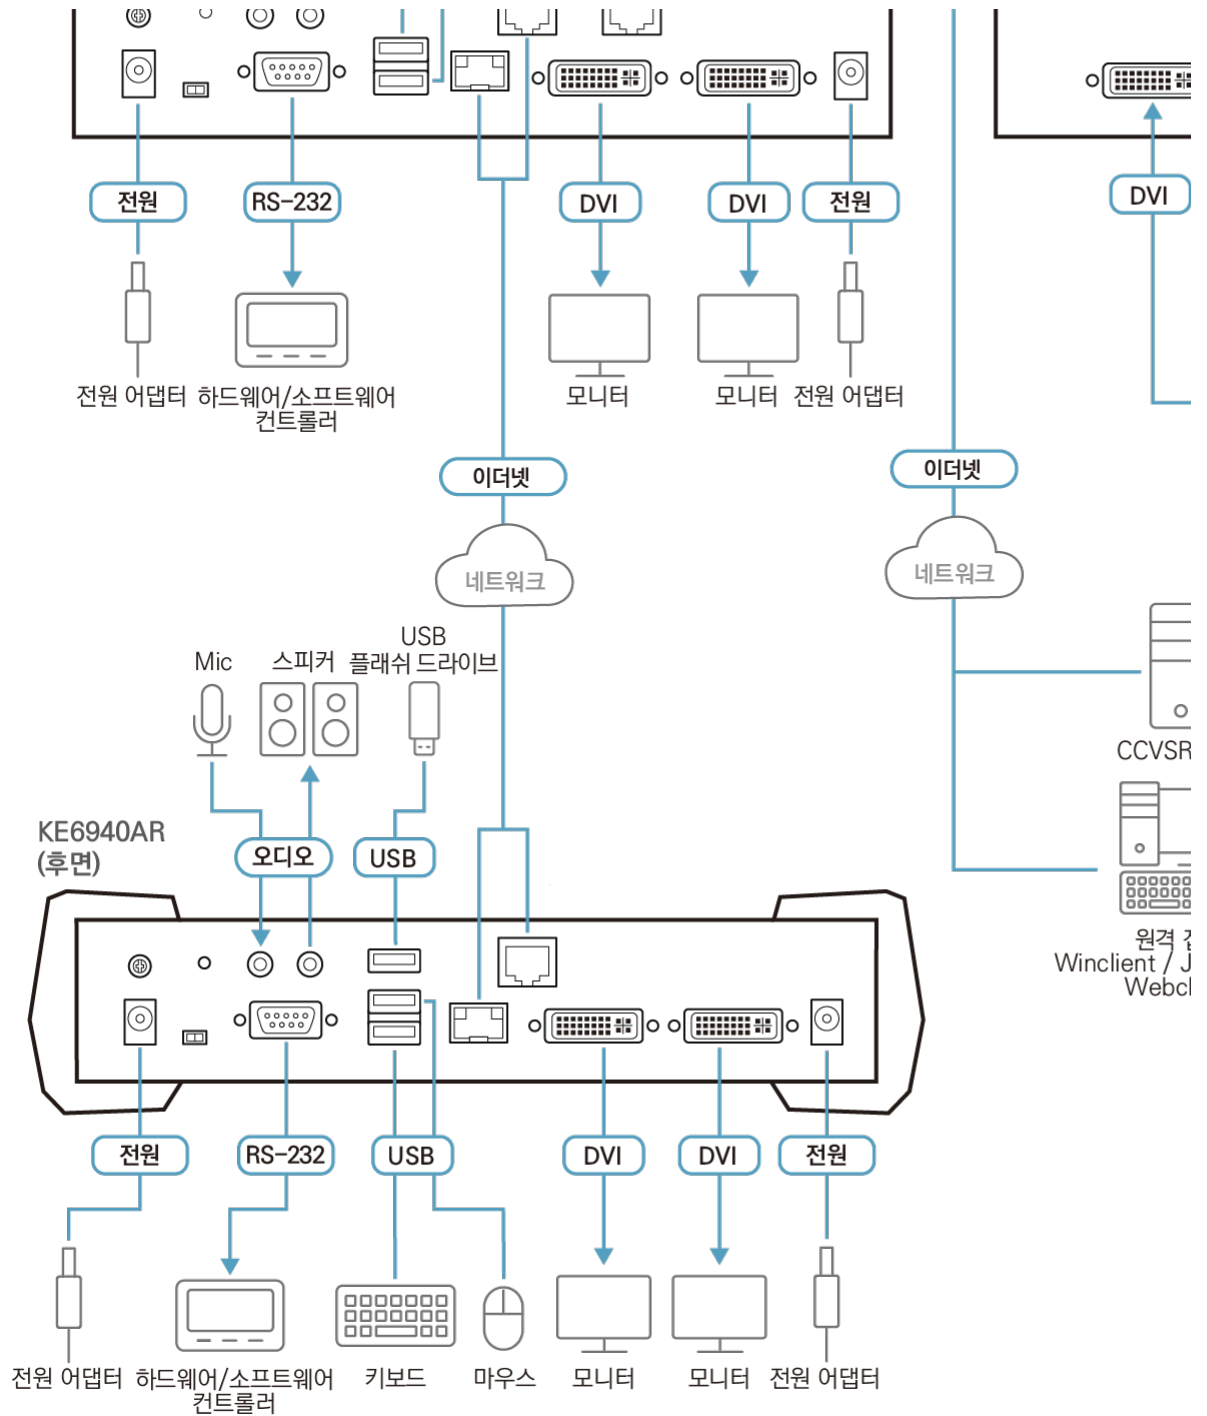 전원
RS-232
DVI
DVI
전원
DVI
전원 어댑터
하드웨어/소프트웨어
컨트롤러
모니터
모니터
전원 어댑터
이더넷
이더넷
네트워크
네트워크
Mic
스피커
USB
플래쉬 드라이브
CCVSR
KE6940AR
(후면)
오디오
USB
원격
Winclient / J
Webcl
전원
RS-232
USB
DVI
DVI
전원
전원 어댑터
하드웨어/소프트웨어
컨트롤러
키보드
마우스
모니터
모니터
전원 어댑터